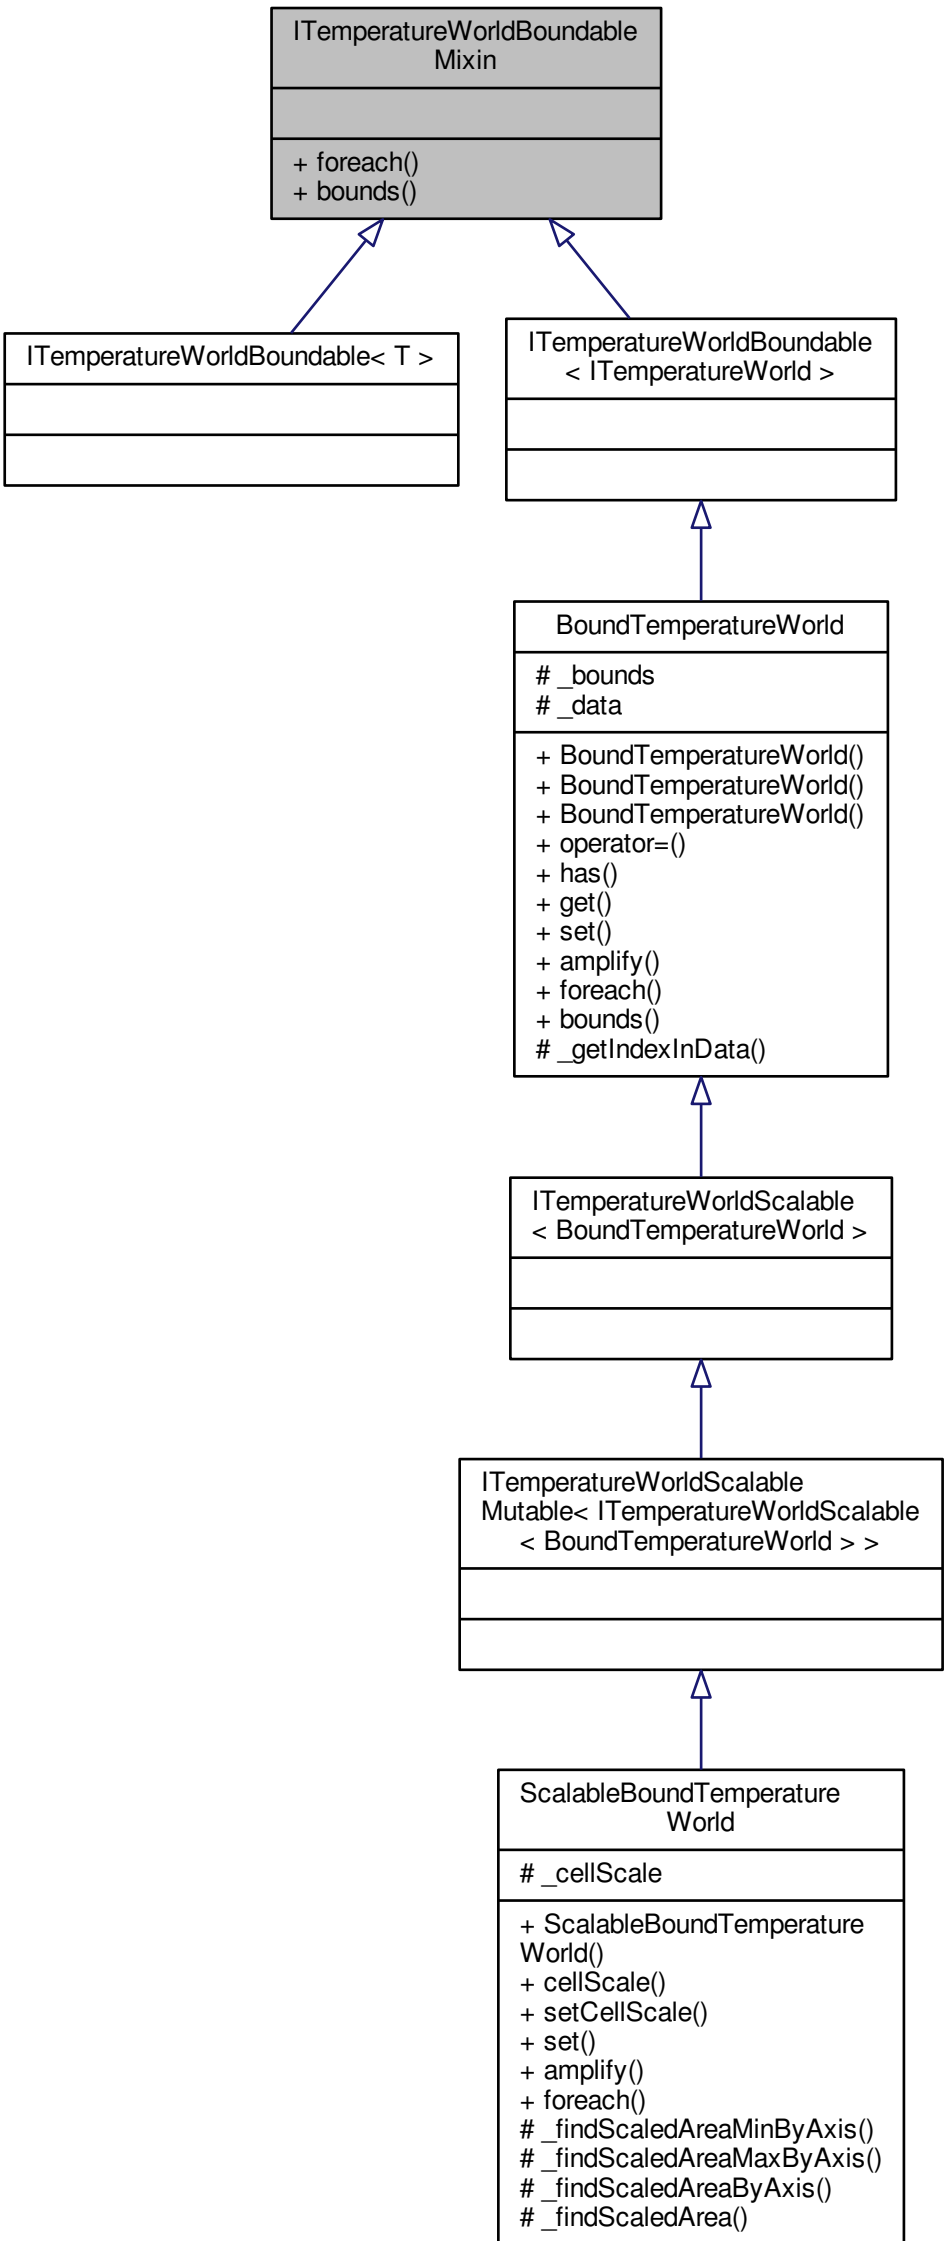 ITemperatureWorldBoundable
Mixin
+ foreach()
+ bounds()
ITemperatureWorldBoundable< T >
ITemperatureWorldBoundable
< ITemperatureWorld >
BoundTemperatureWorld
# _bounds
# _data
+ BoundTemperatureWorld()
+ BoundTemperatureWorld()
+ BoundTemperatureWorld()
+ operator=()
+ has()
+ get()
+ set()
+ amplify()
+ foreach()
+ bounds()
# _getIndexInData()
ITemperatureWorldScalable
< BoundTemperatureWorld >
ITemperatureWorldScalable
Mutable< ITemperatureWorldScalable
< BoundTemperatureWorld > >
ScalableBoundTemperature
World
# _cellScale
+ ScalableBoundTemperature
World()
+ cellScale()
+ setCellScale()
+ set()
+ amplify()
+ foreach()
# _findScaledAreaMinByAxis()
# _findScaledAreaMaxByAxis()
# _findScaledAreaByAxis()
# _findScaledArea()